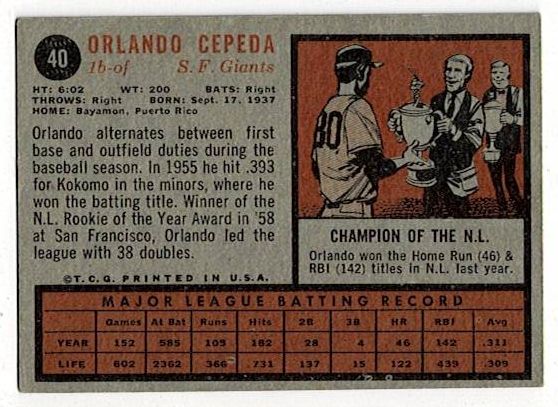 40
ORLANDO CEPEDA
1b-of S. F. Giants
HT: 6:02 WT: 200 BATS: Right
THROWS: Right BORN: Sept. 17, 1937
HOME: Bayamon, Puerto Rico
Orlando alternates between first
base and outfield duties during the
baseball season. In 1955 he hit .393
for Kokomo in the minors, where he
won the batting title. Winner of the
N.L. Rookie of the Year Award in '58
at San Francisco, Orlando led the
league with 38 doubles.
©T.C.G. PRINTED IN U.S.A.
80
CHAMPION OF THE N.L.
Orlando won the Home Run (46) &
RBI (142) titles in N.L. last year.
MAJOR LEAGUE BATTING RECORD
Games At Bat Runs Hits 2B 3B HR RBI Avg
YEAR 152 585 105 182 28 4 46 142 .311
LIFE 602 2362 366 731 137 15 122 439 .309